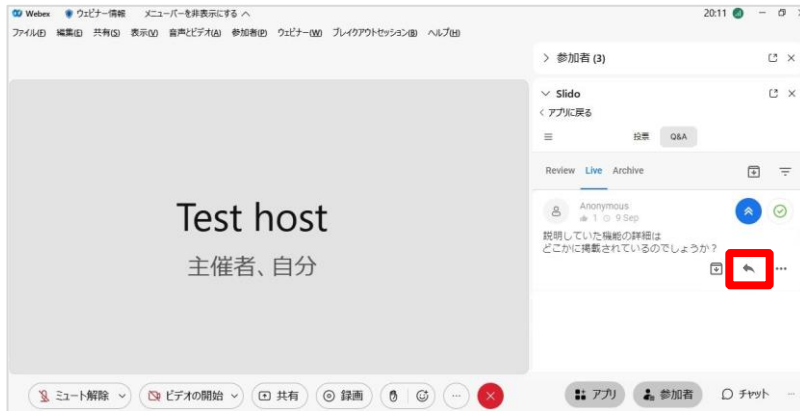 Webex ウェビナー情報 メニューバーを非表示にする 20:11
ファイル(F) 編集(E) 共有(S) 表示(V) 音声とビデオ(A) 参加者(P) ウェビナー(W) ブレイクアウトセッション(B) ヘルプ(H)
参加者 (3)
Slido
アプリに戻る
投票 Q&A
Review Live Archive
Anonymous
1 9 Sep
説明していた機能の詳細は
どこかに掲載されているのでしょうか？
Test host
主催者、自分
ミュート解除 ビデオの開始 共有 録画 アプリ 参加者 チャット